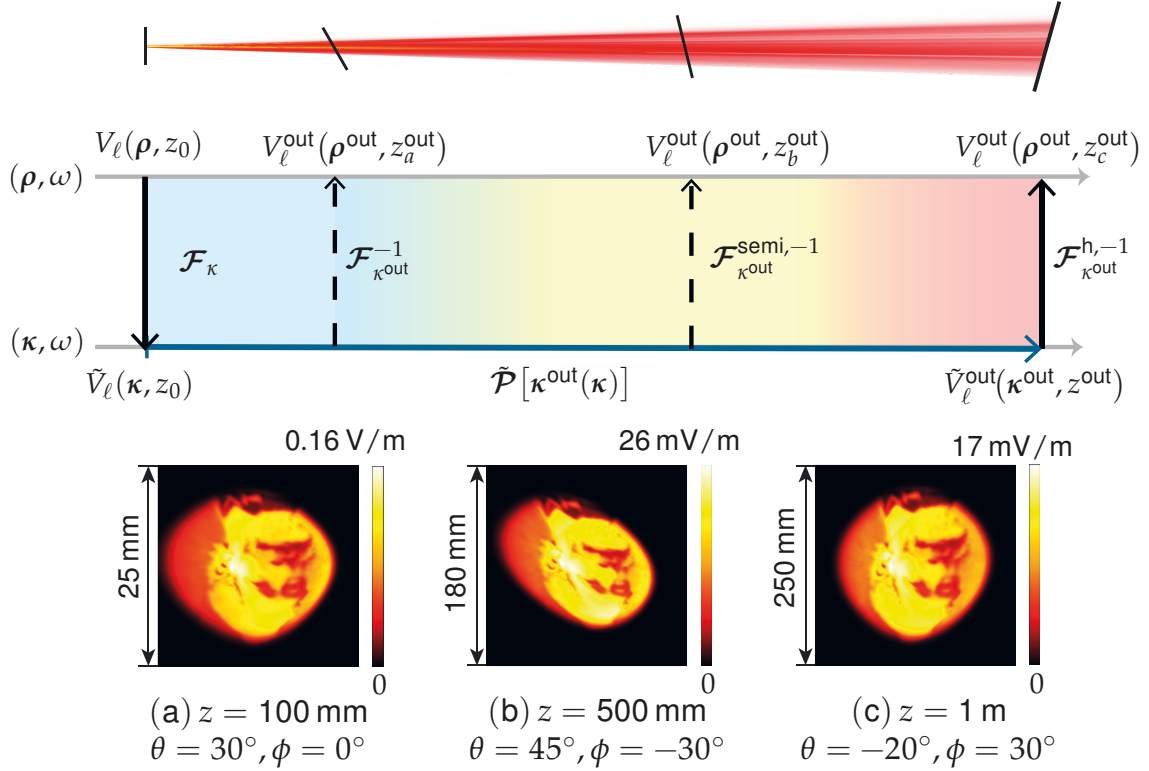 V_ℓ(ρ, z₀) V_ℓ^out(ρ^out, z_a^out) V_ℓ^out(ρ^out, z_b^out) V_ℓ^out(ρ^out, z_c^out)
(ρ, ω)
𝓕_κ 𝓕_{κ^out}^{−1} 𝓕_{κ^out}^{semi,−1} 𝓕_{κ^out}^{h,−1}
(κ, ω)
Ṽ_ℓ(κ, z₀) 𝓟̃[κ^out(κ)] Ṽ_ℓ^out(κ^out, z^out)
0.16 V/m 26 mV/m 17 mV/m
25 mm 180 mm 250 mm
0 0 0
(a) z = 100 mm (b) z = 500 mm (c) z = 1 m
θ = 30°, ϕ = 0° θ = 45°, ϕ = −30° θ = −20°, ϕ = 30°